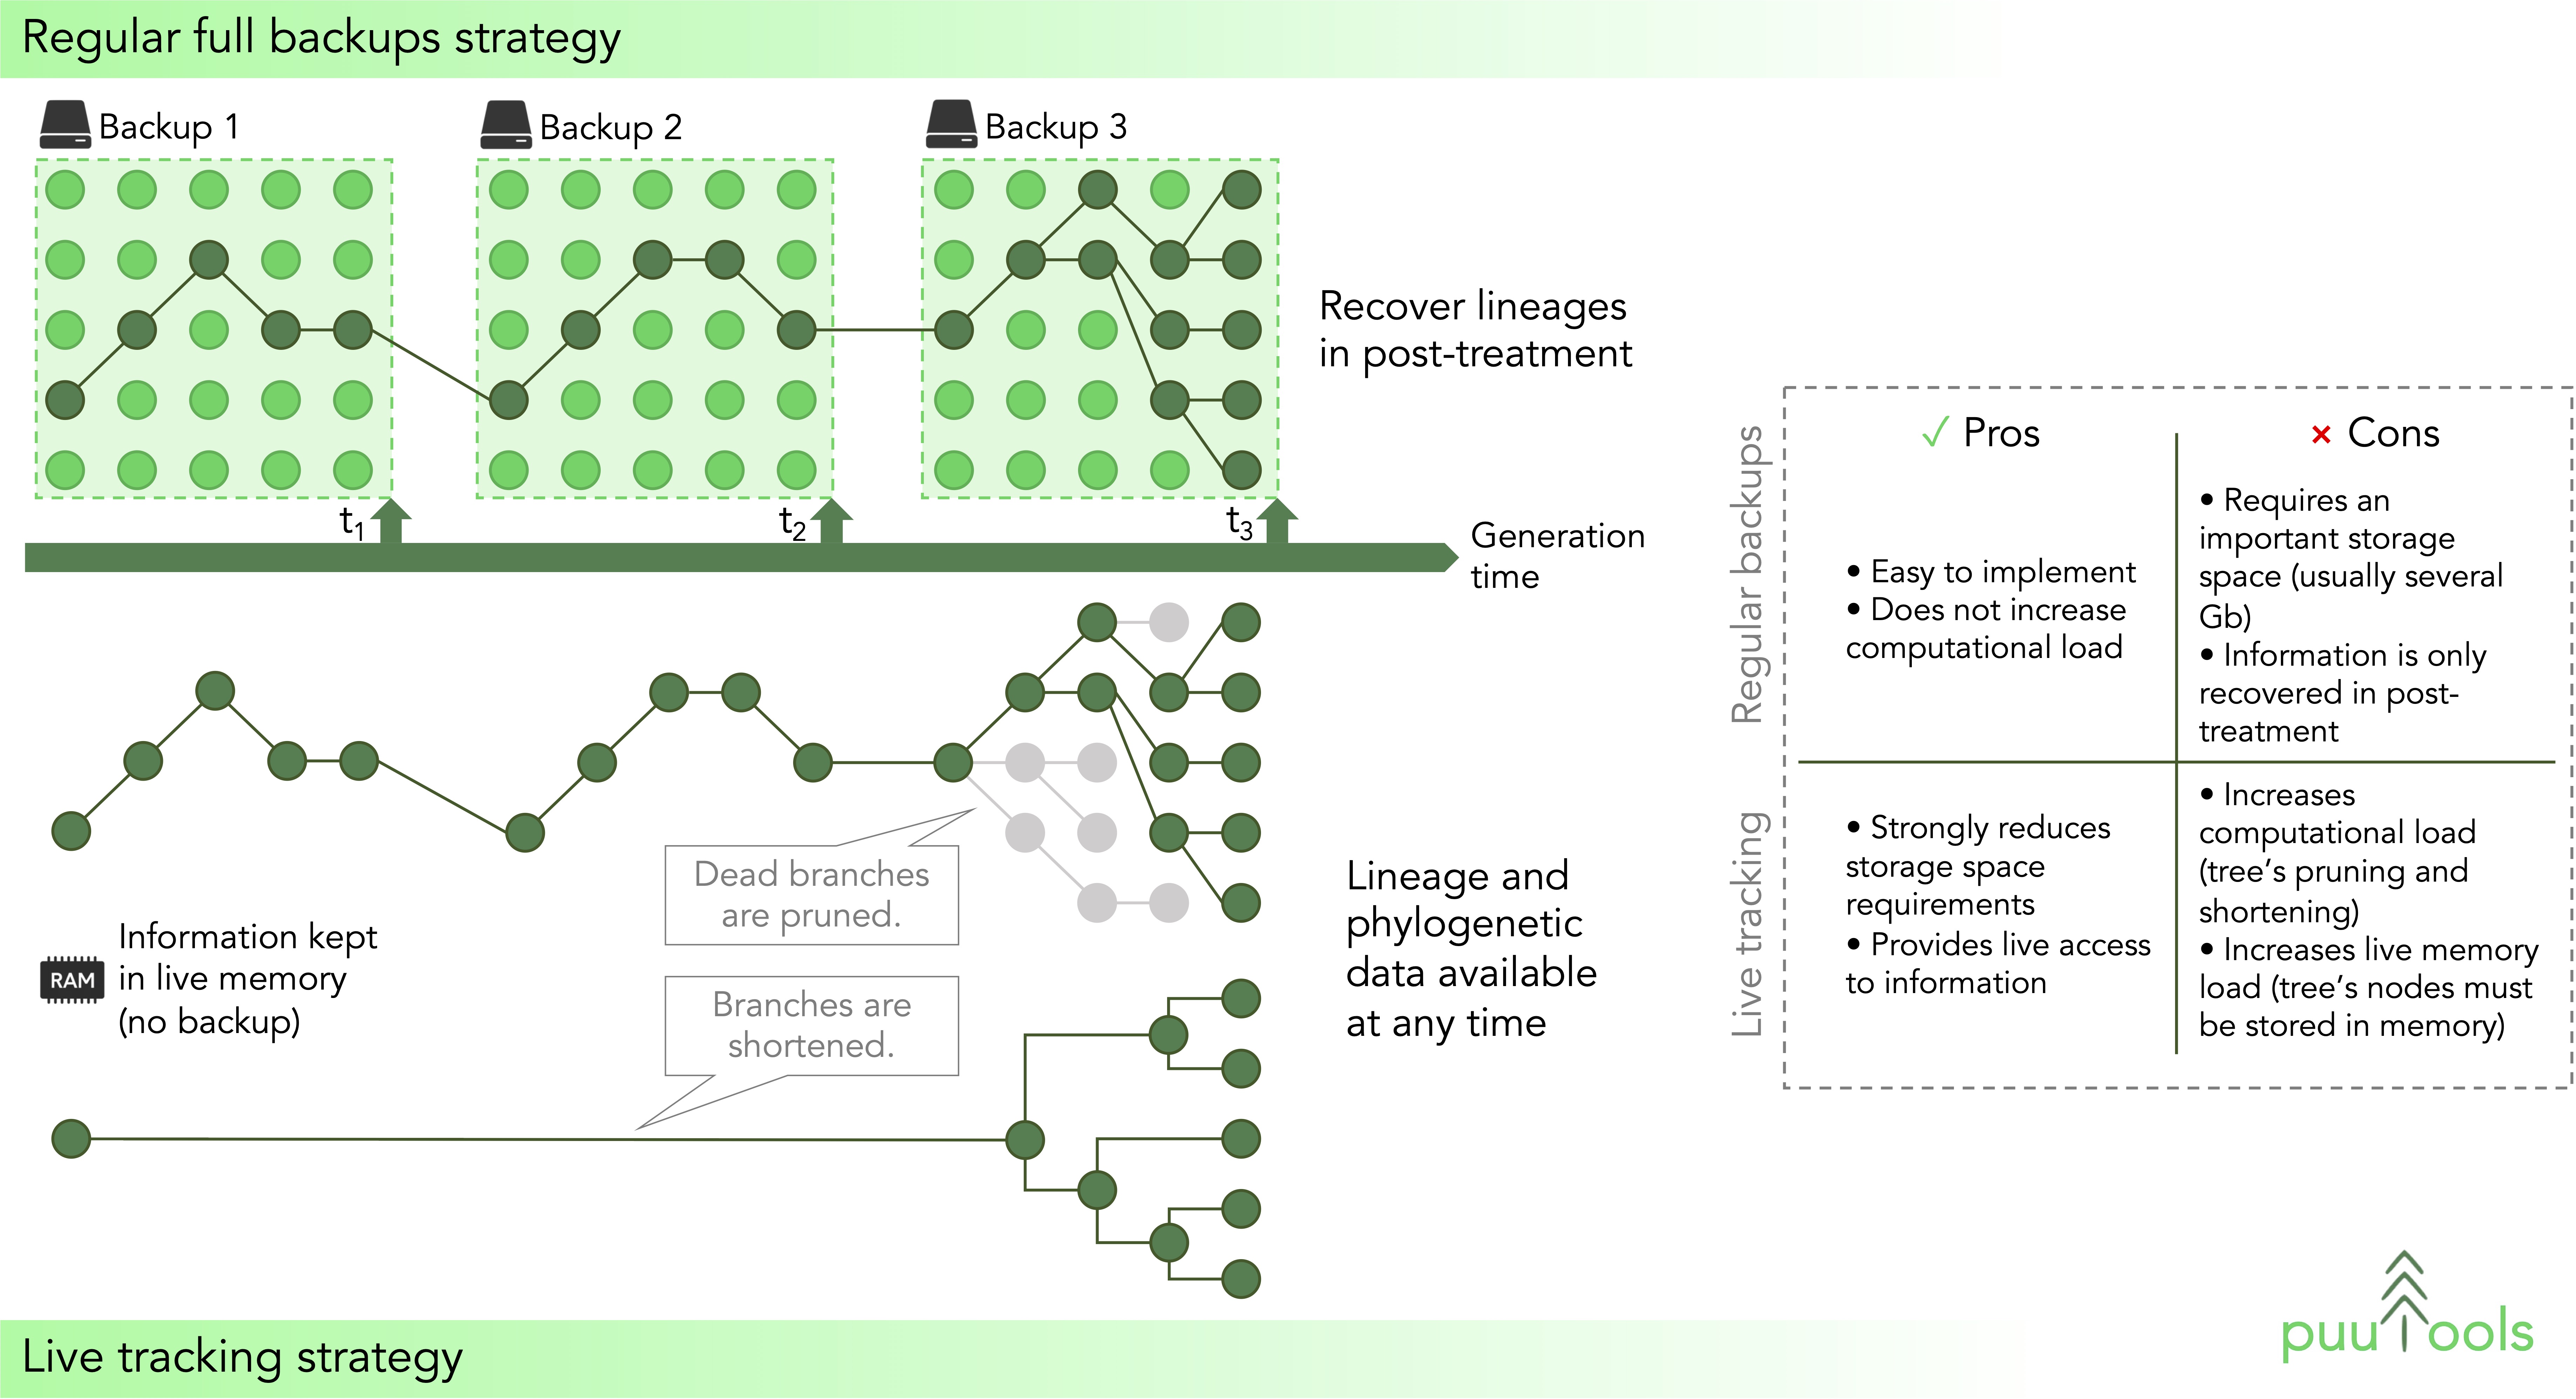 Regular full backups strategy
Backup 1
Backup 2
Backup 3
Recover lineages
in post-treatment
t1
t2
t3
Generation
time
Dead branches
are pruned.
Information kept
in live memory
(no backup)
RAM
Branches are
shortened.
Lineage and
phylogenetic
data available
at any time
Regular backups
Live tracking
✓ Pros
× Cons
• Easy to implement
• Does not increase
computational load
• Requires an
important storage
space (usually several
Gb)
• Information is only
recovered in post-
treatment
• Strongly reduces
storage space
requirements
• Provides live access
to information
• Increases
computational load
(tree’s pruning and
shortening)
• Increases live memory
load (tree’s nodes must
be stored in memory)
Live tracking strategy
puuTools